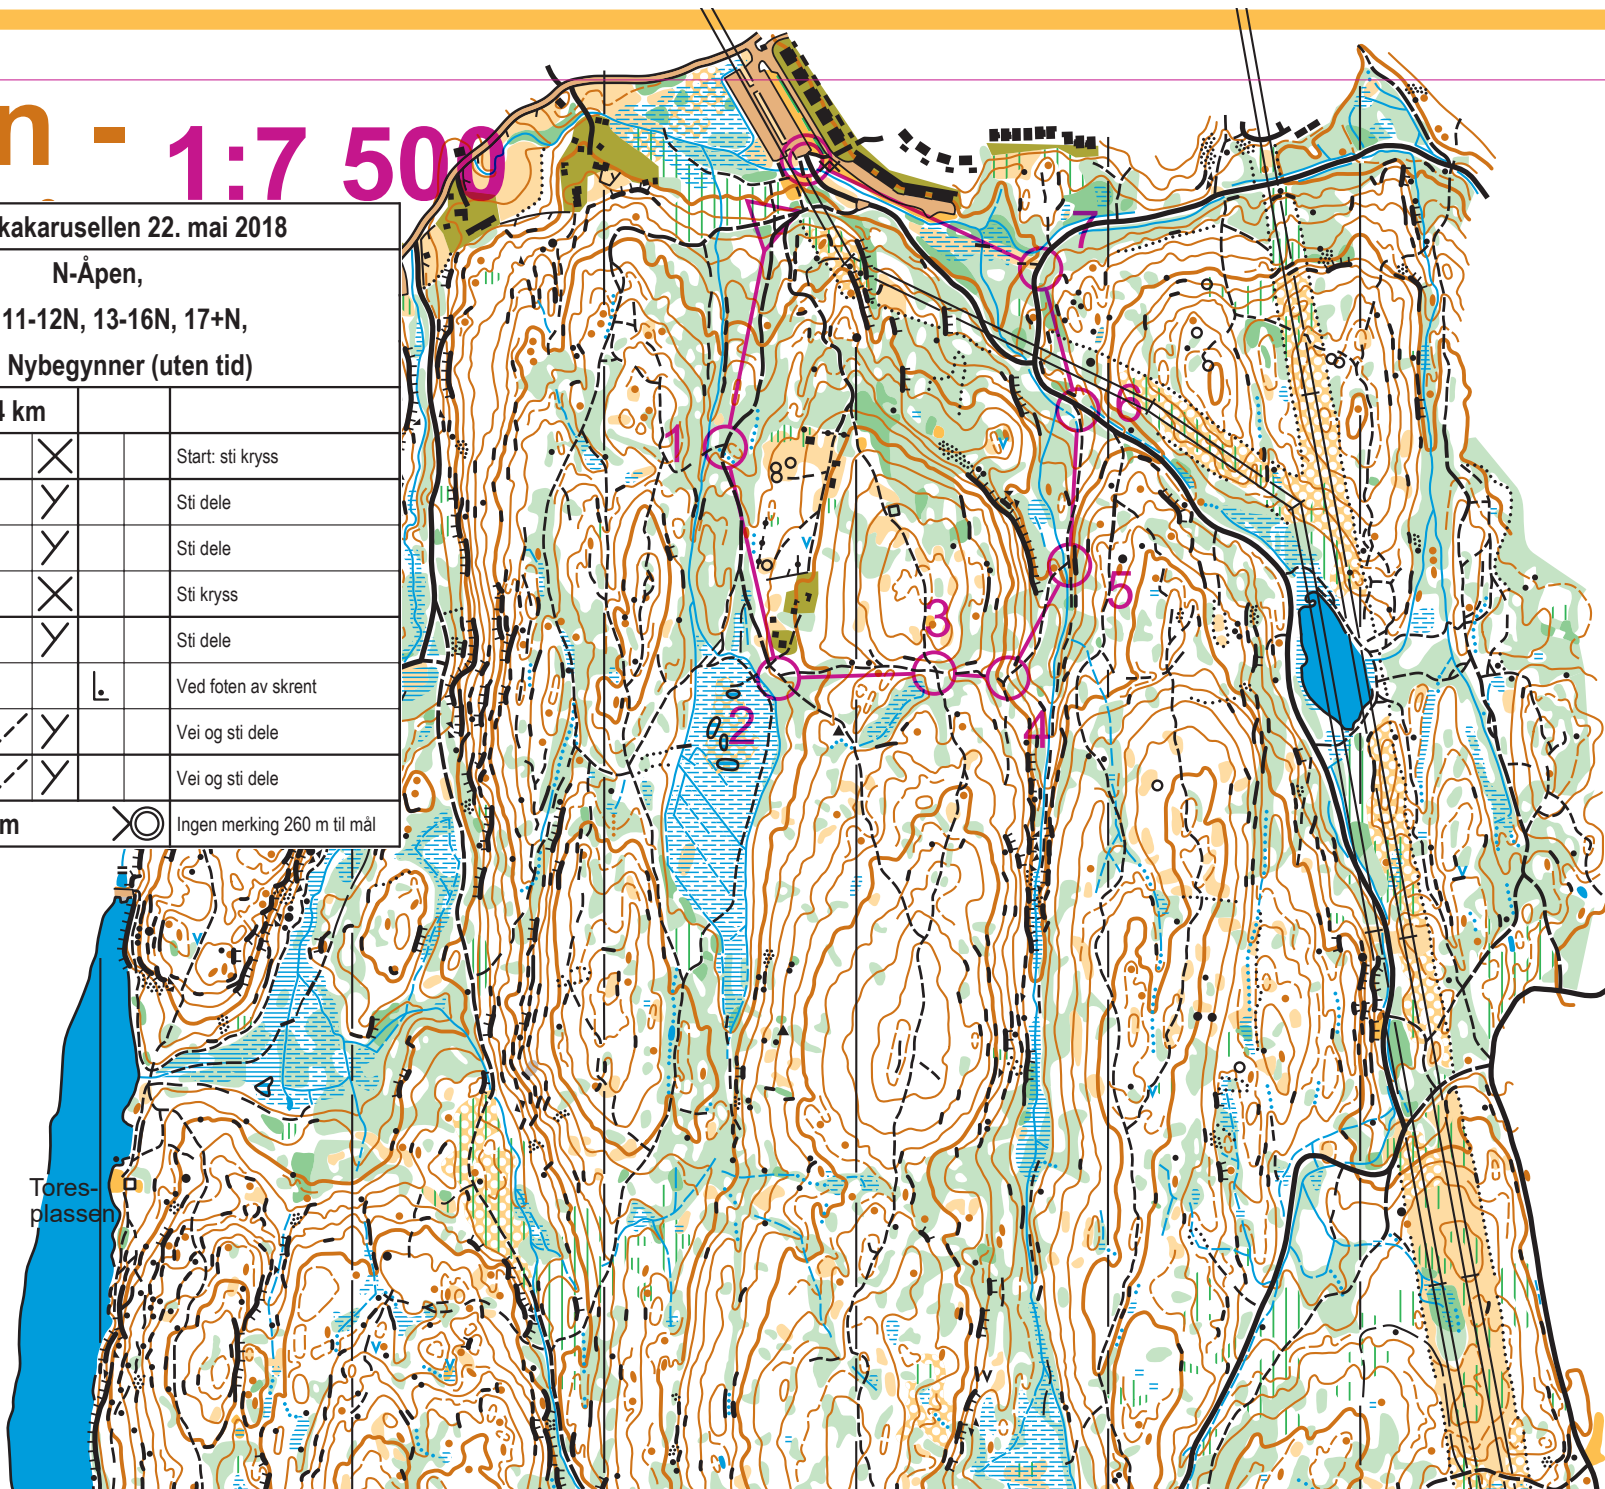 n -
1:7 500
kakarusellen 22. mai 2018
N-Åpen,
11-12N, 13-16N, 17+N,
Nybegynner (uten tid)
km
Start: sti kryss
Sti dele
Sti dele
Sti kryss
Sti dele
Ved foten av skrent
Vei og sti dele
Vei og sti dele
m
Ingen merking 260 m til mål
7
6
1
5
3
2
4
Tores-
plassen